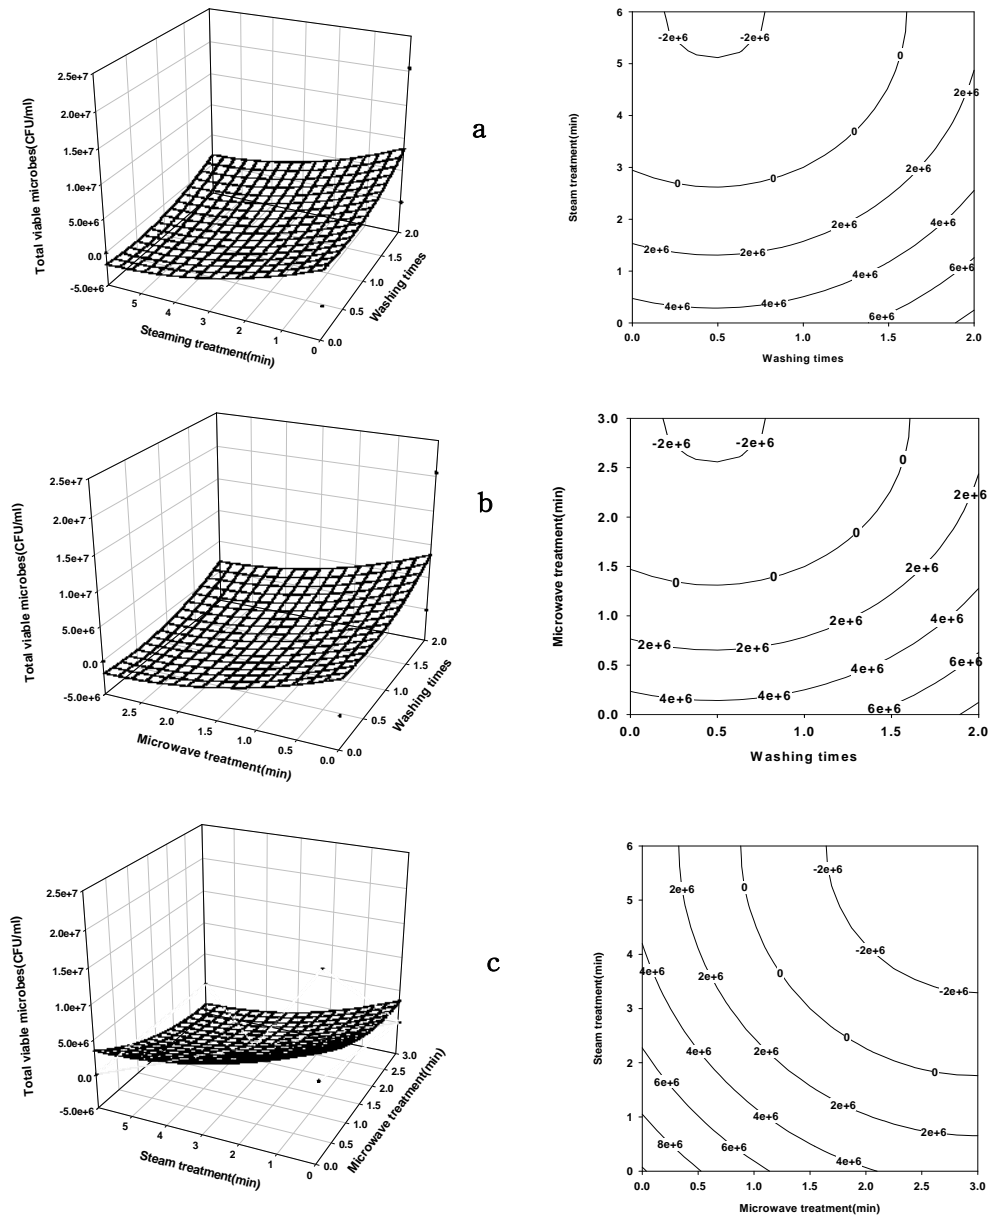 2.5e+7
2.0e+7
1.5e+7
1.0e+7
5.0e+6
0.0
-5.0e+6
Total viable microbes(CFU/ml)
5
4
3
2
1
0
Steaming treatment(min)
0.0
0.5
1.0
1.5
2.0
Washing times
a
6
5
4
3
2
1
0
Steam treatment(min)
-2e+6 -2e+6
0
2e+6
0
2e+6
0 0
4e+6
2e+6
2e+6 2e+6
6e+6
4e+6
4e+6 4e+6
6e+6
0.0 0.5 1.0 1.5 2.0
Washing times
2.5e+7
2.0e+7
1.5e+7
1.0e+7
5.0e+6
0.0
-5.0e+6
Total viable microbes(CFU/ml)
2.5
2.0
1.5
1.0
0.5
0.0
Microwave treatment(min)
0.0
0.5
1.0
1.5
2.0
Washing times
b
3.0
2.5
2.0
1.5
1.0
0.5
0.0
Microwave treatment(min)
-2e+6 -2e+6
0
2e+6
0
2e+6
0 0
4e+6
2e+6
2e+6 2e+6
6e+6
4e+6
4e+6 4e+6
6e+6
0.0 0.5 1.0 1.5 2.0
Washing times
2.5e+7
2.0e+7
1.5e+7
1.0e+7
5.0e+6
0.0
-5.0e+6
Total viable microbes(CFU/ml)
5
4
3
2
1
0
Steam treatment(min)
0.0
0.5
1.0
1.5
2.0
2.5
3.0
Microwave treatment(min)
c
6
5
4
3
2
1
0
Steam treatment(min)
-2e+6
2e+6 0
-2e+6
4e+6 2e+6 0
-2e+6
0
4e+6 2e+6
0
6e+6
2e+6
4e+6
2e+6
8e+6 6e+6
4e+6
0.0 0.5 1.0 1.5 2.0 2.5 3.0
Microwave treatment(min)